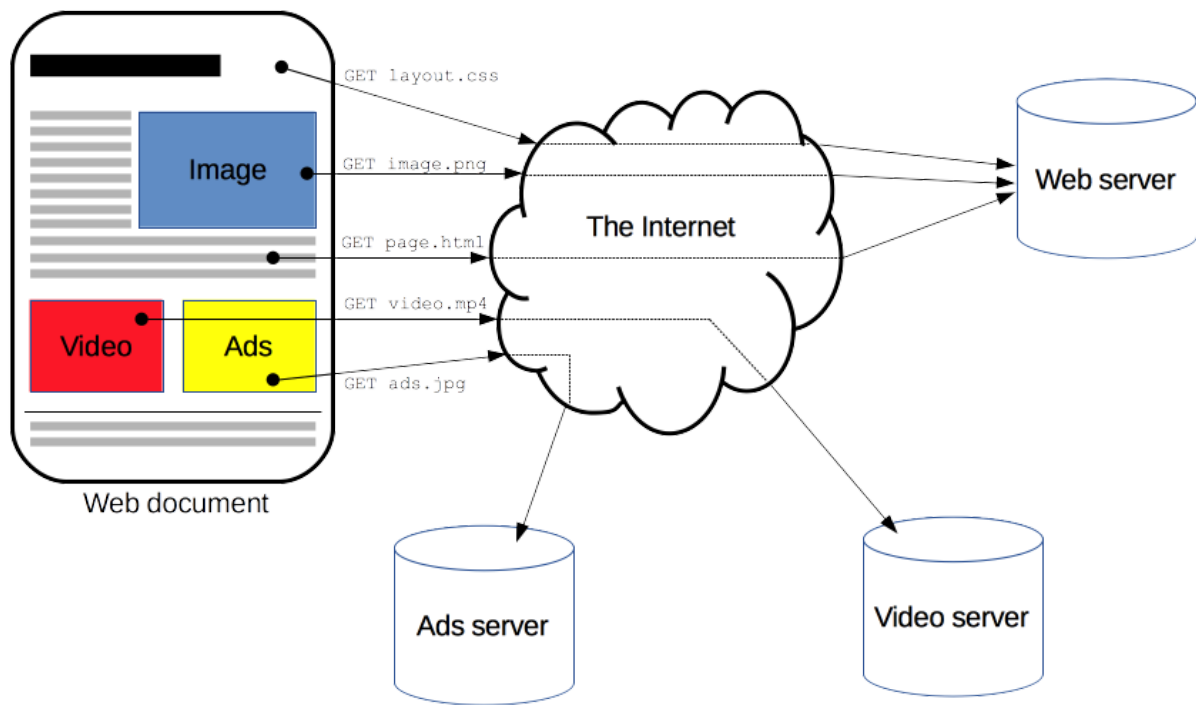 GET layout.css
Image
GET image.png
Web server
The Internet
GET page.html
GET video.mp4
Video
Ads
GET ads.jpg
Web document
Ads server
Video server